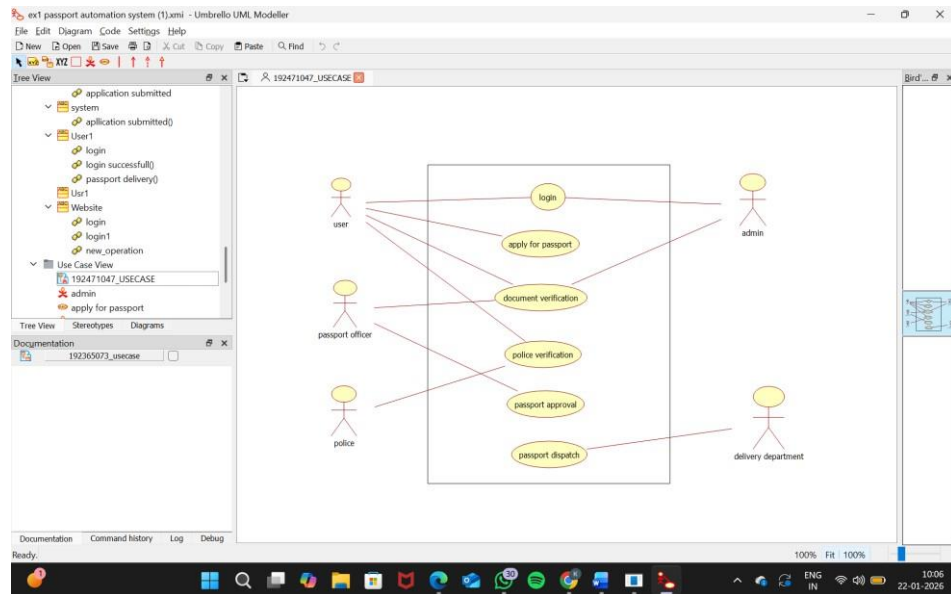 ex1 passport automation system (1).xmi - Umbrello UML Modeller
File Edit Diagram Code Settings Help
New Open Save Cut Copy Paste Find
XYZ
Tree View
192471047_USECASE
Bird'...
application submitted
system
apllication submitted()
User1
login
login successfull()
passport delivery()
Usr1
Website
login
login1
new_operation
Use Case View
192471047_USECASE
admin
apply for passport
Tree View Stereotypes Diagrams
Documentation
192365073_usecase
user
login
admin
apply for passport
document verification
passport officer
police verification
passport approval
police
passport dispatch
delivery department
Documentation Command history Log Debug
Ready.
100% Fit 100%
1
30
ENG
IN
10:06
22-01-2026